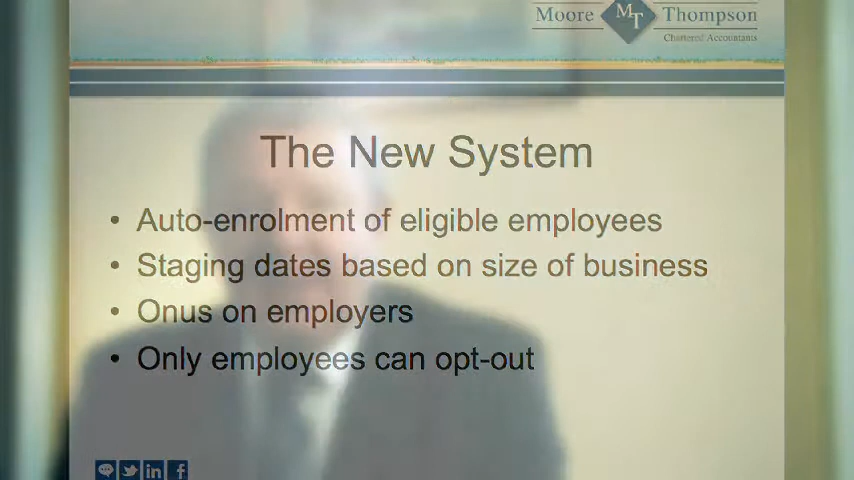 Moore MT Thompson
Chartered Accountants
The New System
• Auto-enrolment of eligible employees
• Staging dates based on size of business
• Onus on employers
• Only employees can opt-out